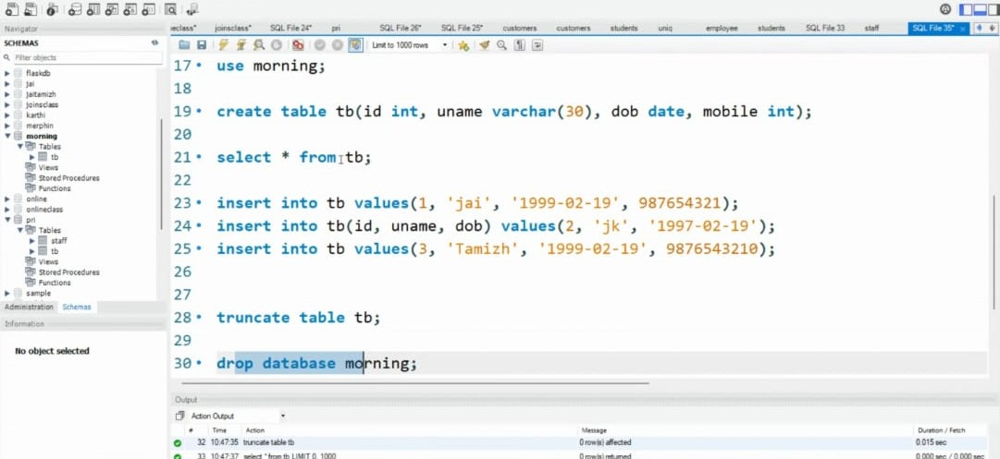 Navigator
SCHEMAS
Filter objects
flaskdb
jai
jaitamizh
joinsclass
karthi
merphin
morning
Tables
tb
Views
Stored Procedures
Functions
online
onlineclass
pri
Tables
staff
tb
Views
Stored Procedures
Functions
sample
Administration Schemas
Information
No object selected
eclass* joinsclass* SQL File 24* pri SQL File 26* SQL File 25* customers customers students uniq employee students SQL File 33 staff SQL File 35*
Limit to 1000 rows
17 use morning;
18
19 create table tb(id int, uname varchar(30), dob date, mobile int);
20
21 select * from tb;
22
23 insert into tb values(1, 'jai', '1999-02-19', 987654321);
24 insert into tb(id, uname, dob) values(2, 'jk', '1997-02-19');
25 insert into tb values(3, 'Tamizh', '1999-02-19', 9876543210);
26
27
28 truncate table tb;
29
30 drop database morning;
Output
Action Output
# Time Action Message Duration / Fetch
32 10:47:35 truncate table tb 0 row(s) affected 0.015 sec
33 10:47:37 select * from tb LIMIT 0, 1000 0 row(s) returned 0.000 sec / 0.000 sec